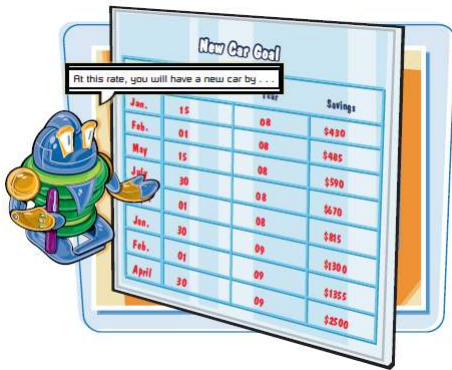 New Car Goal
At this rate, you will have a new car by . . .
Savings
Jan. 15 08 $430
Feb. 01 08 $485
May 15 08 $590
July 30 08 $670
01 08 $815
Jan. 30 09 $1300
Feb. 01 09 $1355
April 30 09 $2500